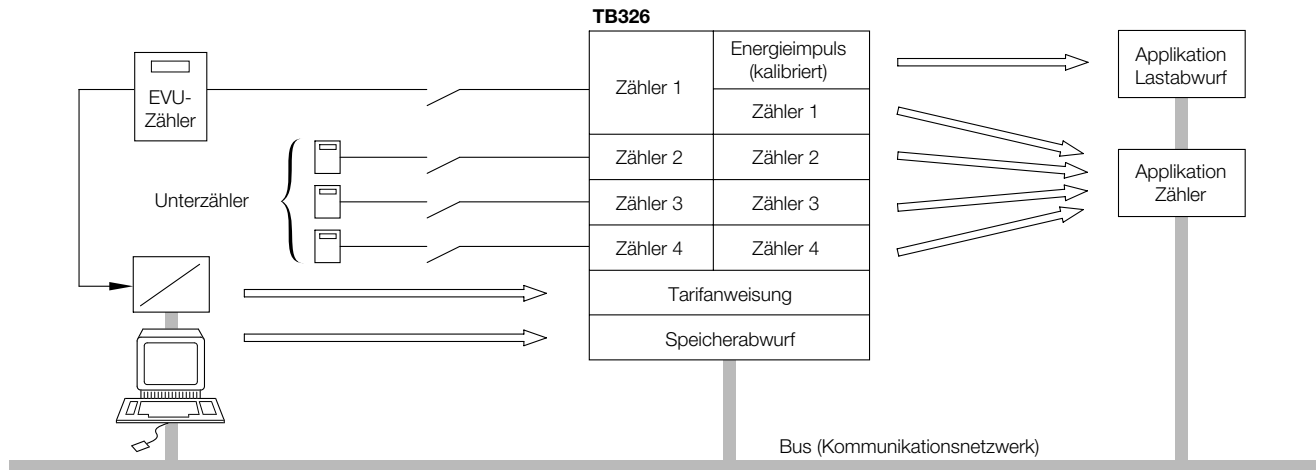 TB326
EVU-
Zähler
Unterzähler
Zähler 1
Energieimpuls
(kalibriert)
Zähler 1
Zähler 2
Zähler 2
Zähler 3
Zähler 3
Zähler 4
Zähler 4
Tarifanweisung
Speicherabwurf
Applikation
Lastabwurf
Applikation
Zähler
Bus (Kommunikationsnetzwerk)